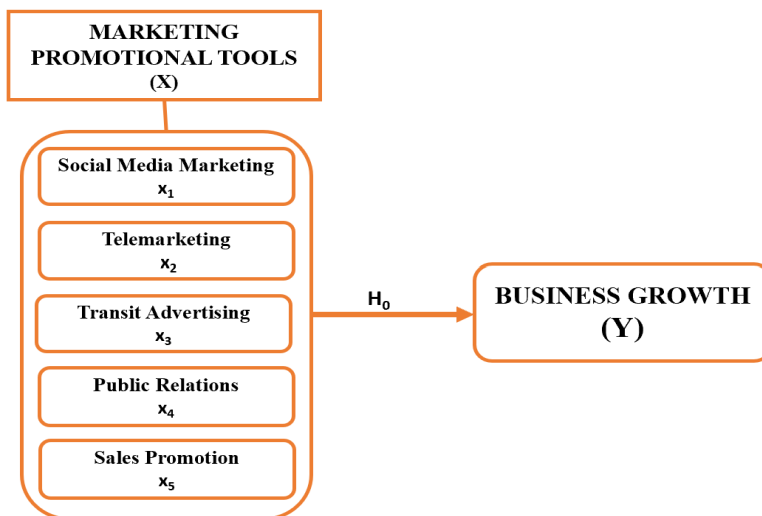 MARKETING
PROMOTIONAL TOOLS
(X)
Social Media Marketing
x₁
Telemarketing
x₂
Transit Advertising
x₃
Public Relations
x₄
Sales Promotion
x₅
H₀
BUSINESS GROWTH
(Y)